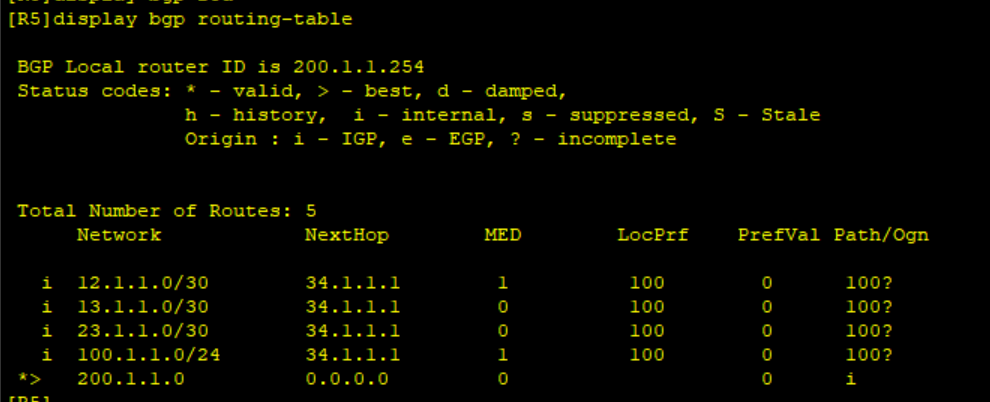 [R5]display bgp routing-table
BGP Local router ID is 200.1.1.254
Status codes: * - valid, > - best, d - damped,
h - history,  i - internal, s - suppressed, S - Stale
Origin : i - IGP, e - EGP, ? - incomplete
Total Number of Routes: 5
Network NextHop MED LocPrf PrefVal Path/Ogn
i 12.1.1.0/30 34.1.1.1 1 100 0 100?
i 13.1.1.0/30 34.1.1.1 0 100 0 100?
i 23.1.1.0/30 34.1.1.1 0 100 0 100?
i 100.1.1.0/24 34.1.1.1 1 100 0 100?
*> 200.1.1.0 0.0.0.0 0 0 i